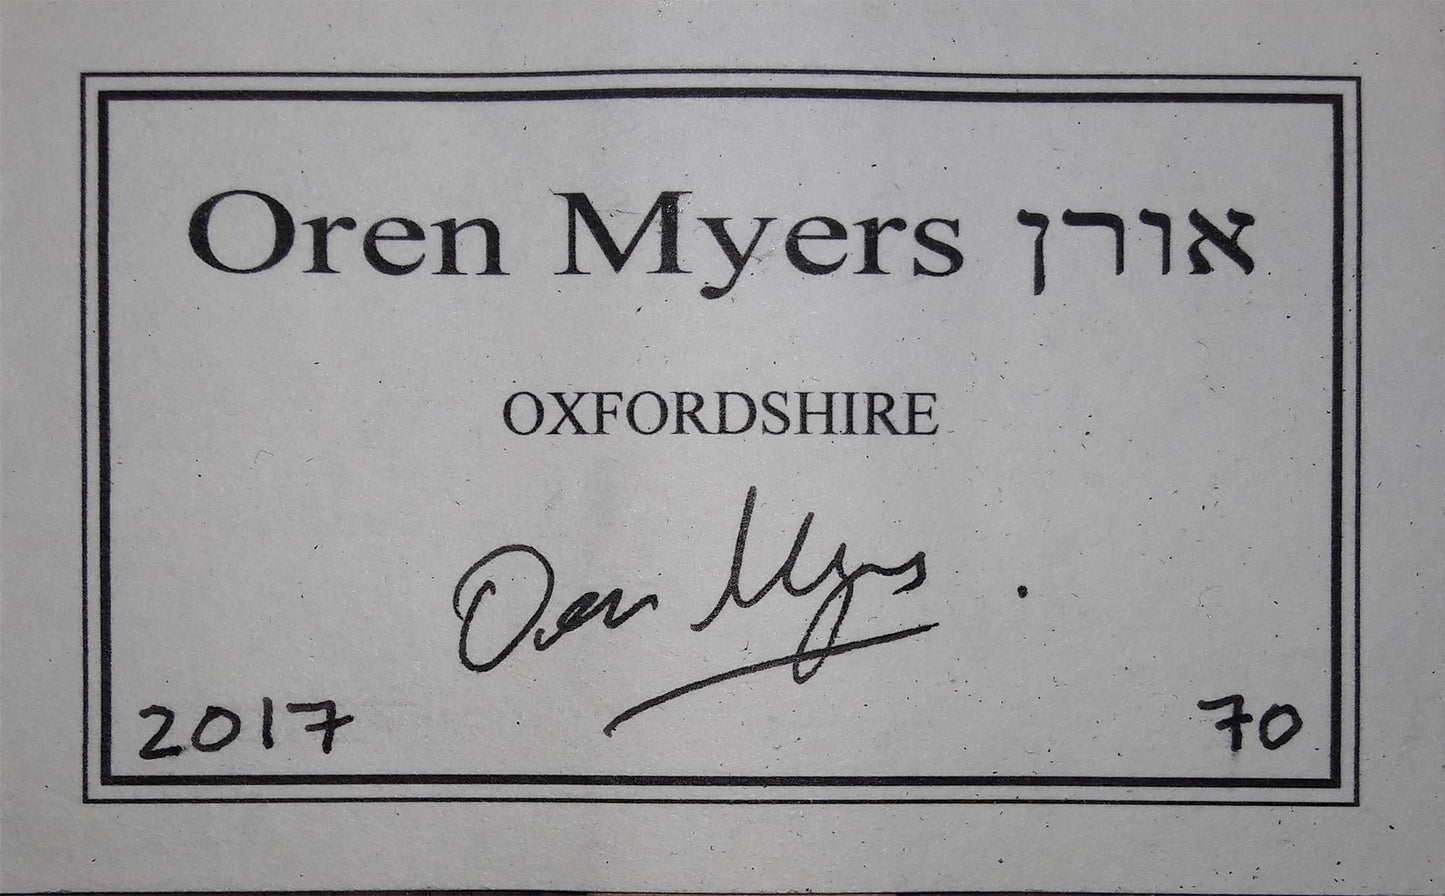 Oren Myers אורן
OXFORDSHIRE
Oren Myers
2017 70